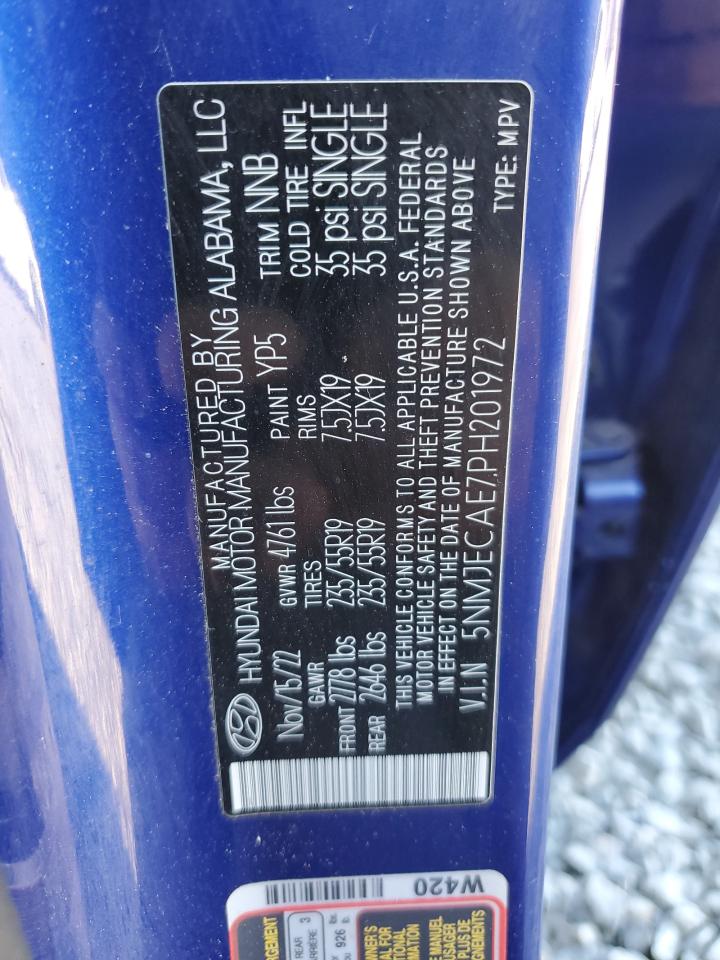 MANUFACTURED BY
HYUNDAI MOTOR MANUFACTURING ALABAMA, LLC
Nov/15/22 GVWR 4761 lbs PAINT YP5 TRIM NNB
GAWR TIRES RIMS COLD TIRE INFL
FRONT 2778 lbs 235/55R19 7.5JX19 35 psi SINGLE
REAR 2646 lbs 235/55R19 7.5JX19 35 psi SINGLE
THIS VEHICLE CONFORMS TO ALL APPLICABLE U.S.A. FEDERAL
MOTOR VEHICLE SAFETY AND THEFT PREVENTION STANDARDS
IN EFFECT ON THE DATE OF MANUFACTURE SHOWN ABOVE
V.I.N 5NMJECAE7PH201972 TYPE: MPV
W420
REAR 3
926